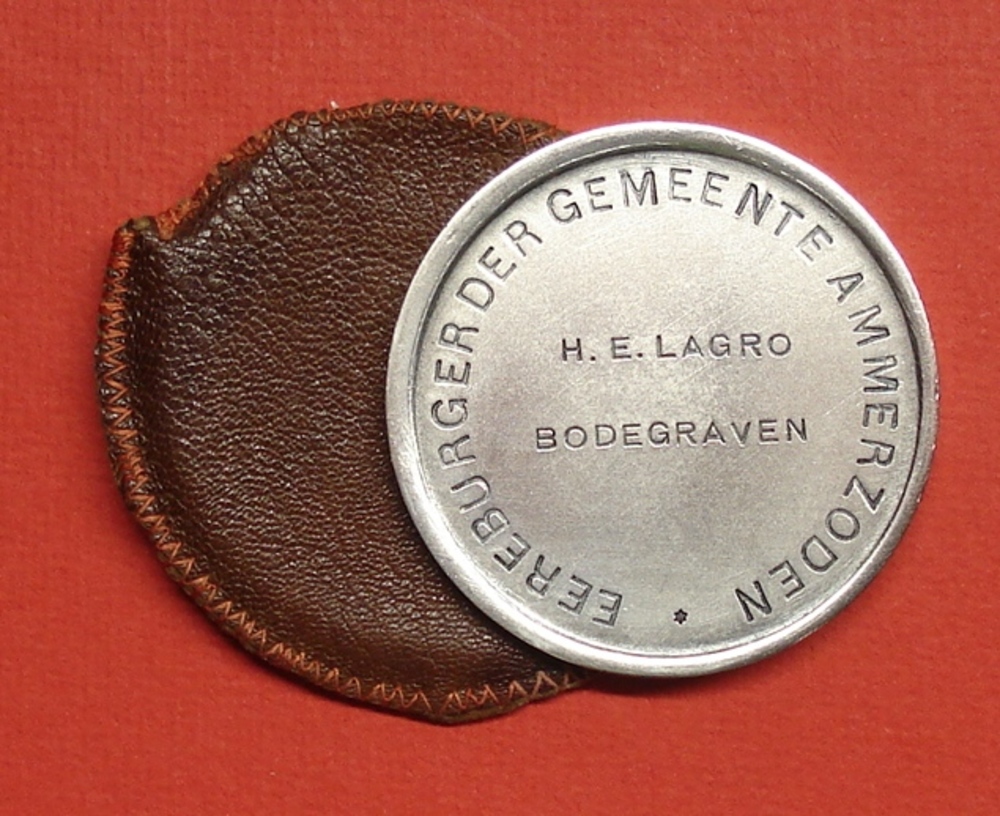 EEREBURGER DER GEMEENTE AMMERZODEN
H. E. LAGRO
BODEGRAVEN